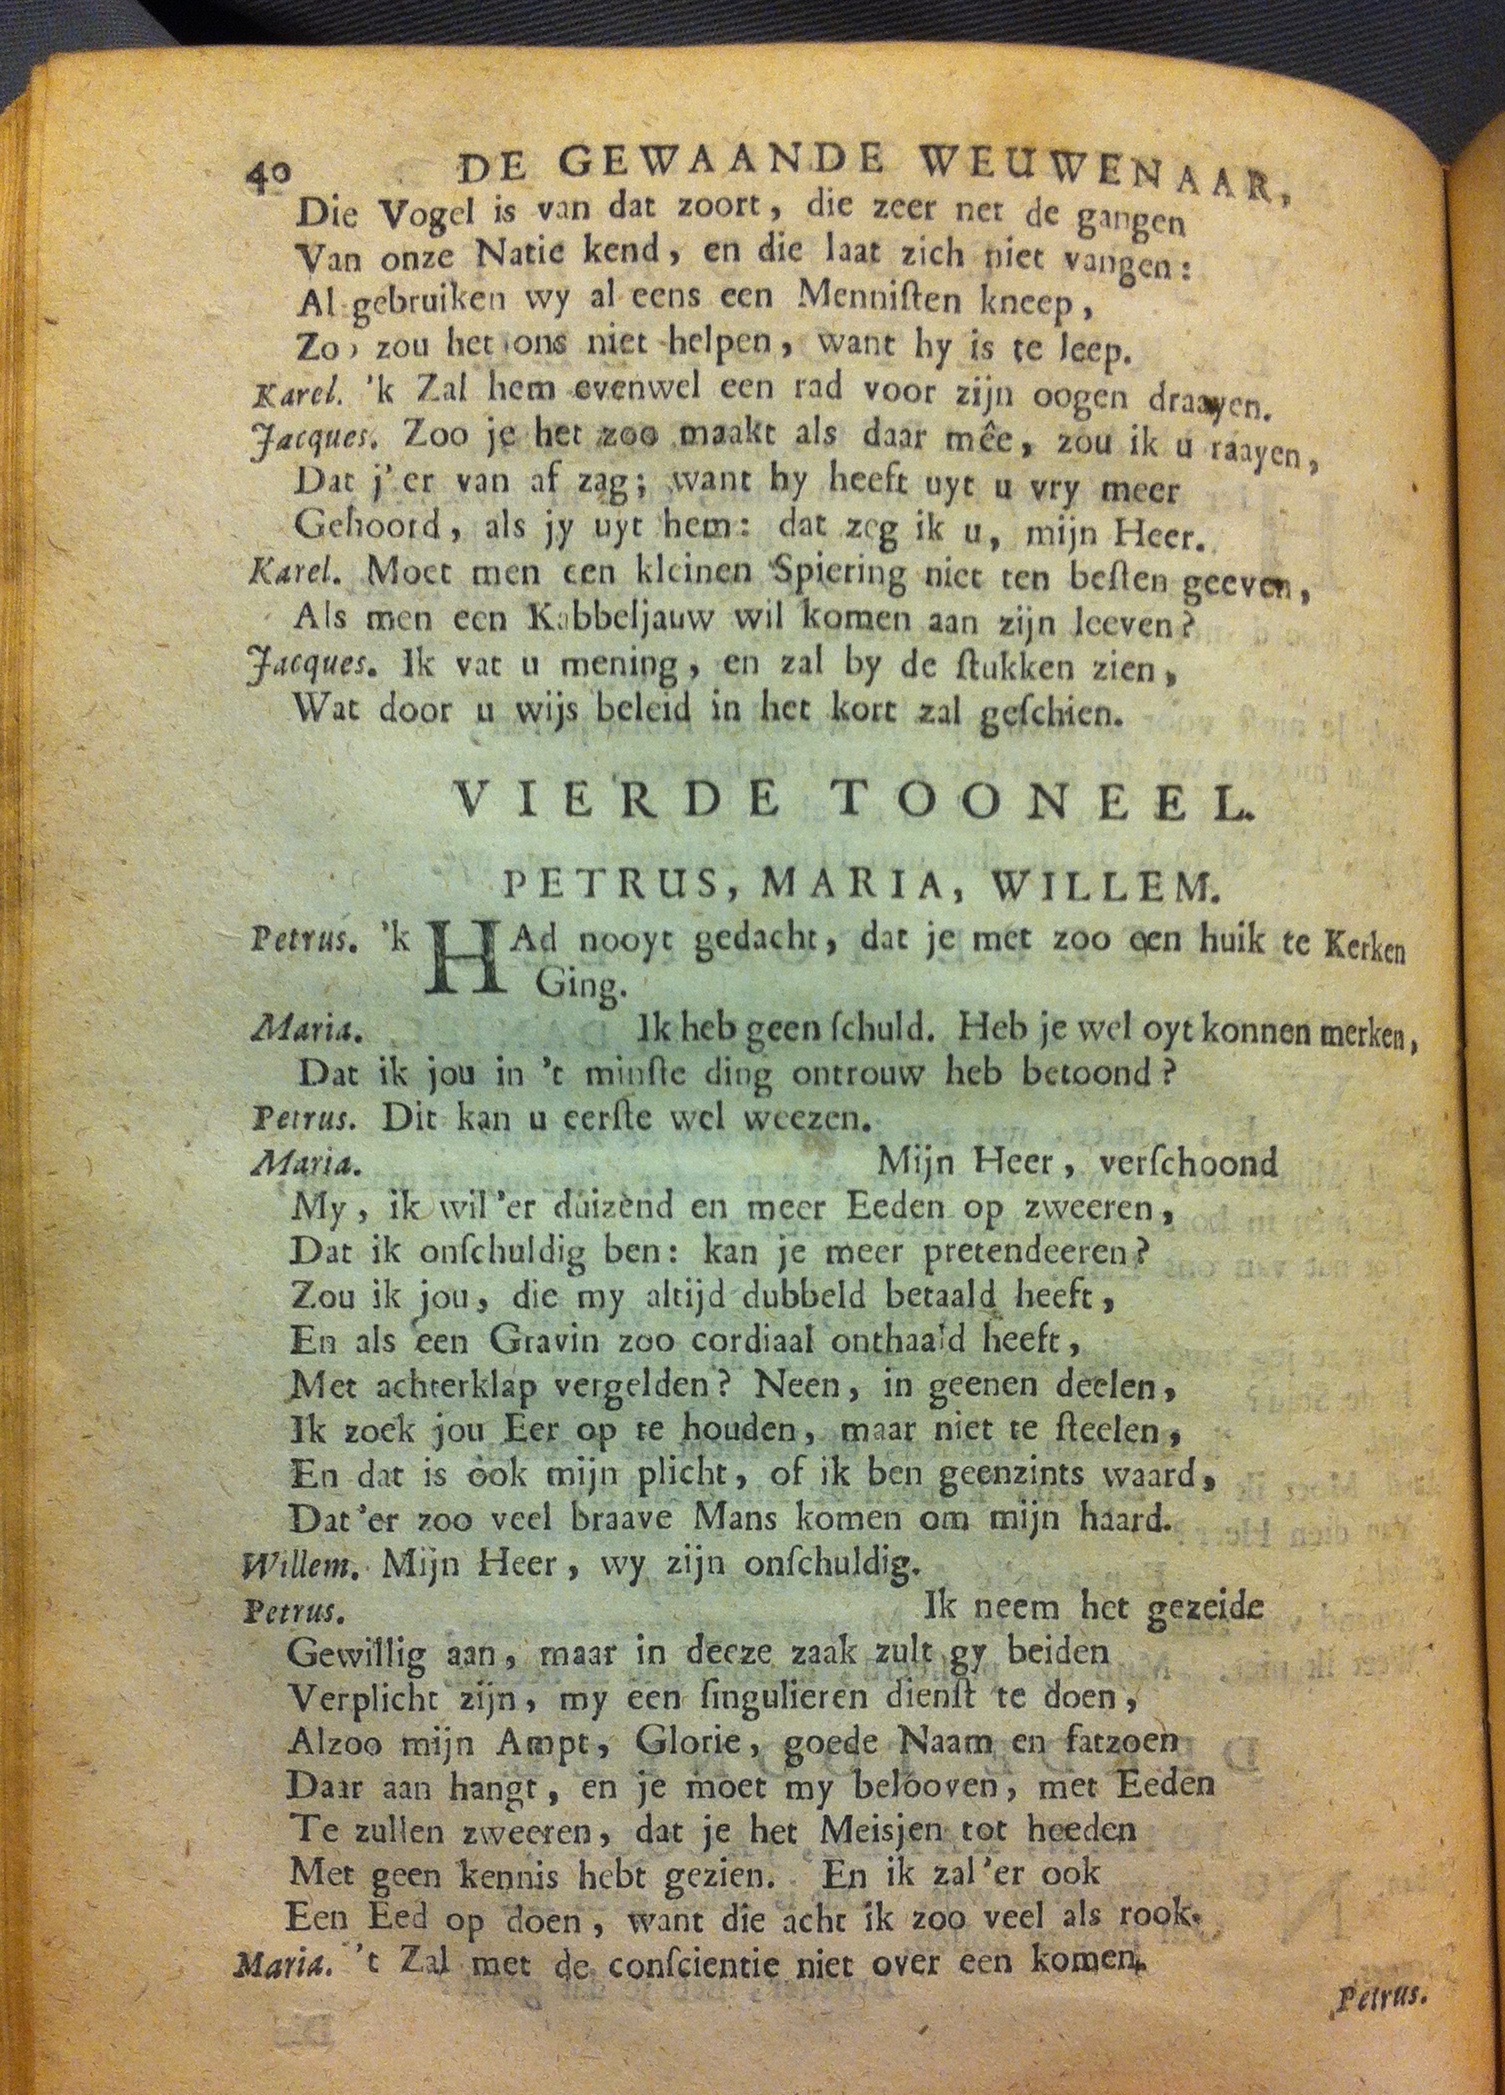 40 DE GEWAANDE WEUWENAAR,
Die Vogel is van dat zoort, die zeer net de gangen
Van onze Natie kend, en die laat zich niet vangen:
Al gebruiken wy al eens een Menniſten kneep,
Zoo zou het ons niet helpen, want hy is te leep.
Karel. 'k Zal hem evenwel een rad voor zijn oogen draayen.
Jacques. Zoo je het zoo maakt als daar mêe, zou ik u raayen,
Dat j'er van af zag; want hy heeft uyt u vry meer
Gehoord, als jy uyt hem: dat zeg ik u, mijn Heer.
Karel. Moet men een kleinen Spiering niet ten beſten geeven,
Als men een Kabbeljauw wil komen aan zijn leeven?
Jacques. Ik vat u mening, en zal by de ſtukken zien,
Wat door u wijs beleid in het kort zal geſchien.
VIERDE TOONEEL.
PETRUS, MARIA, WILLEM.
Petrus. 'k HAd nooyt gedacht, dat je met zoo een huik te Kerken
Ging.
Maria. Ik heb geen ſchuld. Heb je wel oyt konnen merken,
Dat ik jou in 't minſte ding ontrouw heb betoond?
Petrus. Dit kan u eerſte wel weezen.
Maria. Mijn Heer, verſchoond
My, ik wil'er duizend en meer Eeden op zweeren,
Dat ik onſchuldig ben: kan je meer pretendeeren?
Zou ik jou, die my altijd dubbeld betaald heeft,
En als een Gravin zoo cordiaal onthaald heeft,
Met achterklap vergelden? Neen, in geenen deelen,
Ik zoek jou Eer op te houden, maar niet te ſteelen,
En dat is ook mijn plicht, of ik ben geenzints waard,
Dat'er zoo veel braave Mans komen om mijn haard.
Willem. Mijn Heer, wy zijn onſchuldig.
Petrus. Ik neem het gezeide
Gewillig aan, maar in deeze zaak zult gy beiden
Verplicht zijn, my een ſingulieren dienſt te doen,
Alzoo mijn Ampt, Glorie, goede Naam en fatzoen
Daar aan hangt, en je moet my belooven, met Eeden
Te zullen zweeren, dat je het Meisjen tot heeden
Met geen kennis hebt gezien. En ik zal'er ook
Een Eed op doen, want die acht ik zoo veel als rook.
Maria. 't Zal met de conſcientie niet over een komen.
Petrus.